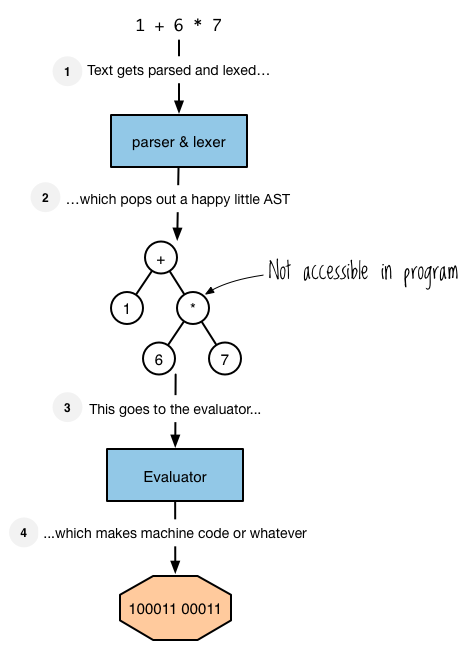 1 + 6 * 7
1 Text gets parsed and lexed…
parser & lexer
2 …which pops out a happy little AST
+
Not accessible in program
1 *
6 7
3 This goes to the evaluator...
Evaluator
4 ...which makes machine code or whatever
100011 00011